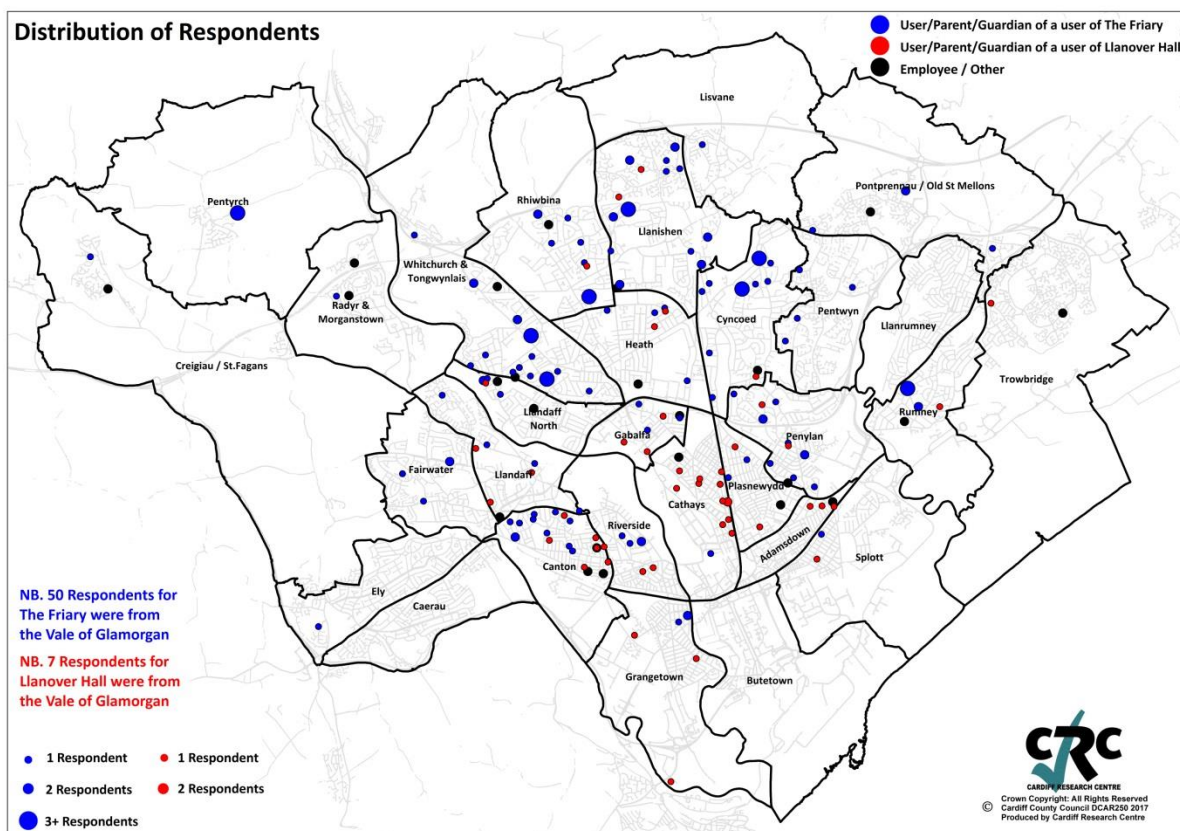 Distribution of Respondents
User/Parent/Guardian of a user of The Friary
User/Parent/Guardian of a user of Llanover Hall
Employee / Other
Lisvane
Pontprennau / Old St Mellons
Pentyrch
Rhiwbina
Llanishen
Whitchurch &
Tongwynlais
Radyr &
Morganstown
Cyncoed
Pentwyn
Llanrumney
Heath
Creigiau / St.Fagans
Trowbridge
Rumney
Llandaff
North
Gabalfa
Penylan
Fairwater
Llandaff
Cathays
Plasnewydd
Riverside
Adamsdown
Splott
Canton
Ely
Caerau
Grangetown
Butetown
NB. 50 Respondents for
The Friary were from
the Vale of Glamorgan
NB. 7 Respondents for
Llanover Hall were from
the Vale of Glamorgan
1 Respondent
1 Respondent
2 Respondents
2 Respondents
3+ Respondents
CRC
CARDIFF RESEARCH CENTRE
Crown Copyright: All Rights Reserved
© Cardiff County Council DCAR250 2017
Produced by Cardiff Research Centre